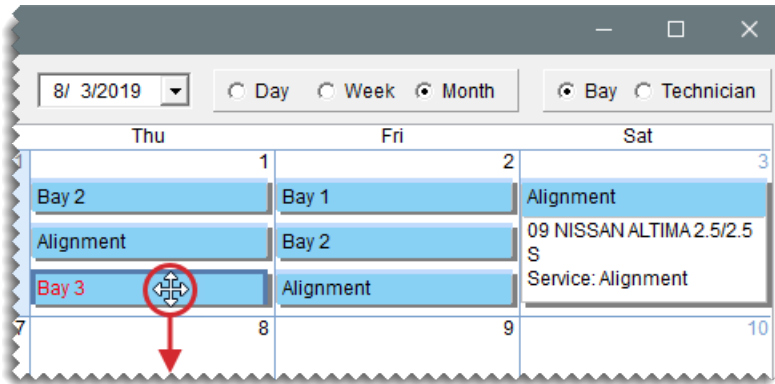 8/ 3/2019 Day Week Month Bay Technician
Thu Fri Sat
1 2 3
Bay 2 Bay 1 Alignment
Alignment Bay 2 09 NISSAN ALTIMA 2.5/2.5
S
Bay 3 Alignment Service: Alignment
7 8 9 10